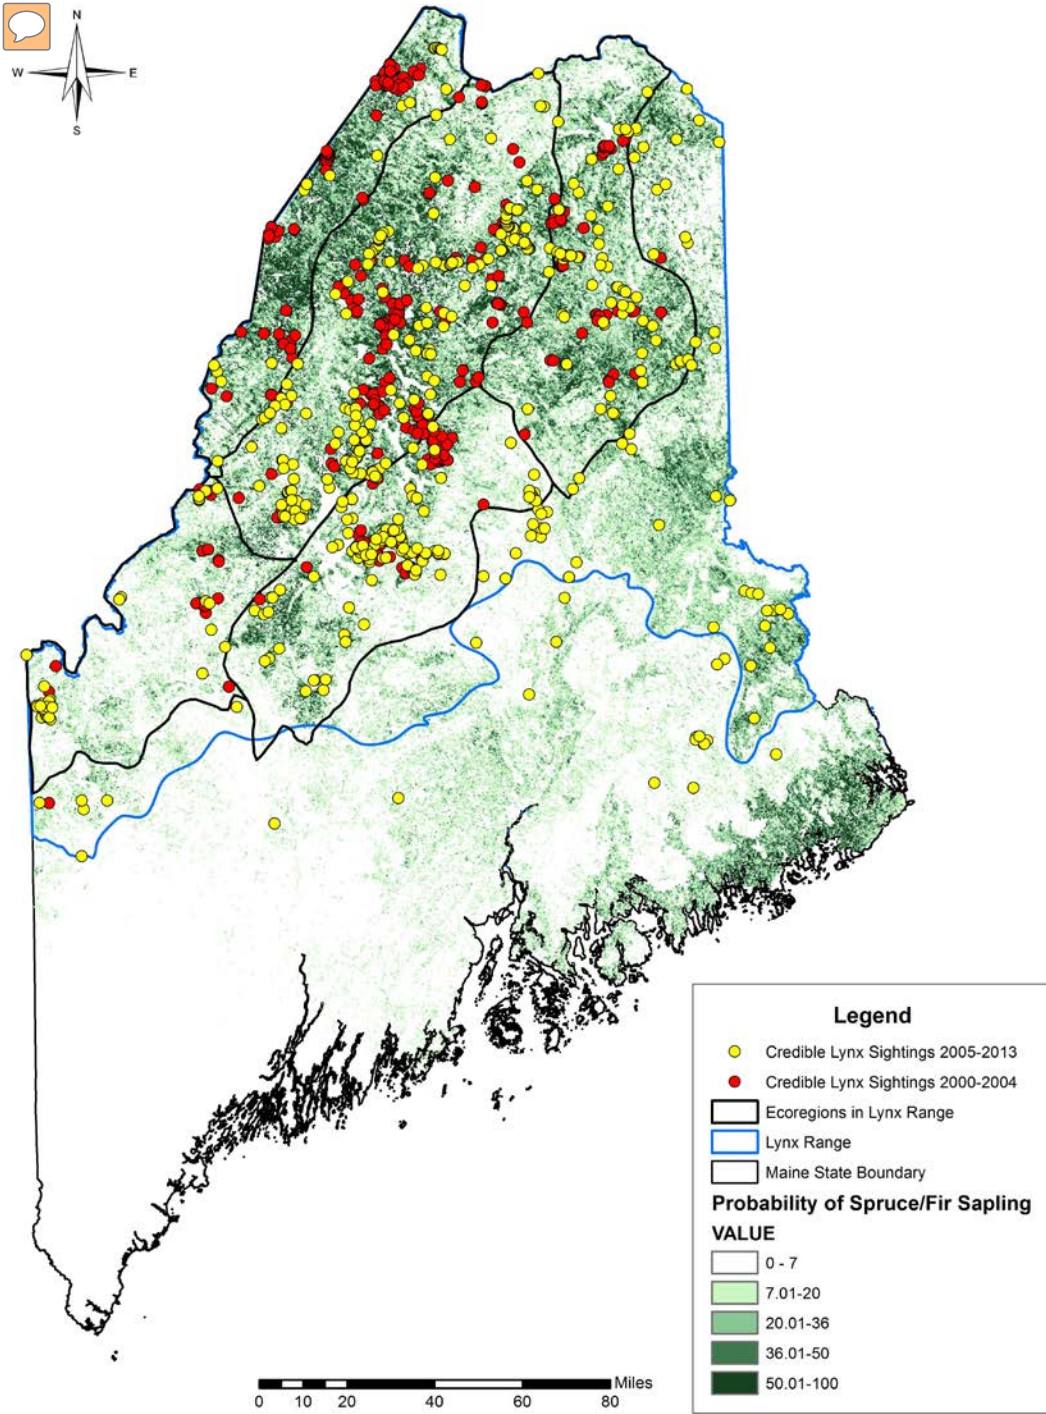 N
W E
S
Legend
Credible Lynx Sightings 2005-2013
Credible Lynx Sightings 2000-2004
Ecoregions in Lynx Range
Lynx Range
Maine State Boundary
Probability of Spruce/Fir Sapling
VALUE
0 - 7
7.01-20
20.01-36
36.01-50
50.01-100
Miles
0 10 20 40 60 80